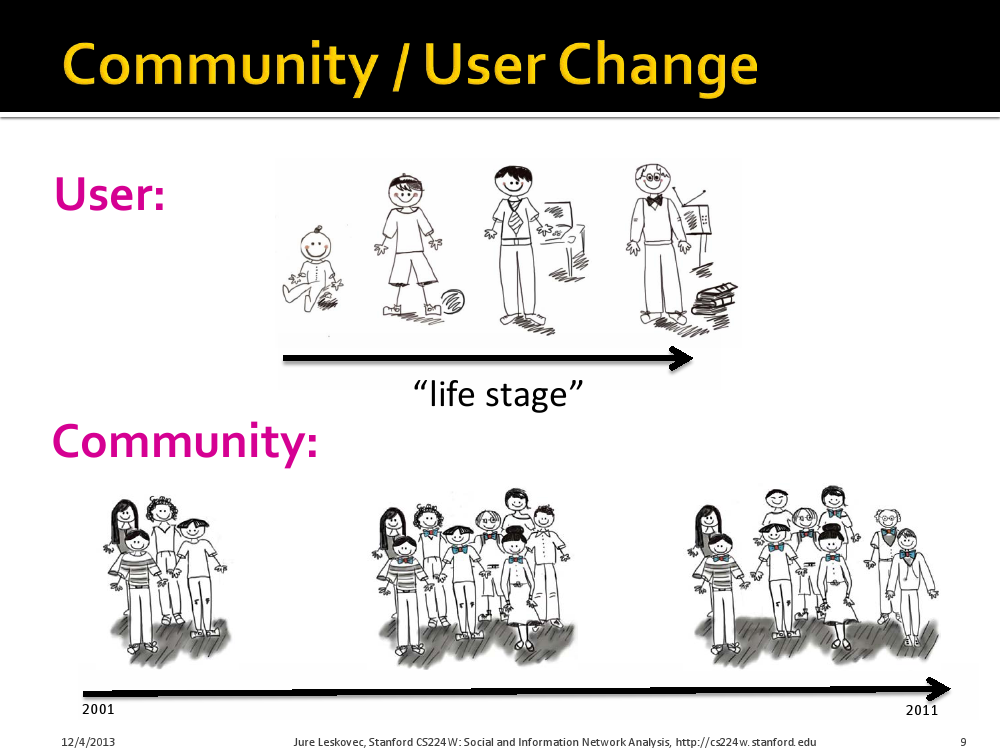 Community / User Change
User:
“life stage”
Community:
2001
2011
12/4/2013
Jure Leskovec, Stanford CS224W: Social and Information Network Analysis, http://cs224w.stanford.edu
9